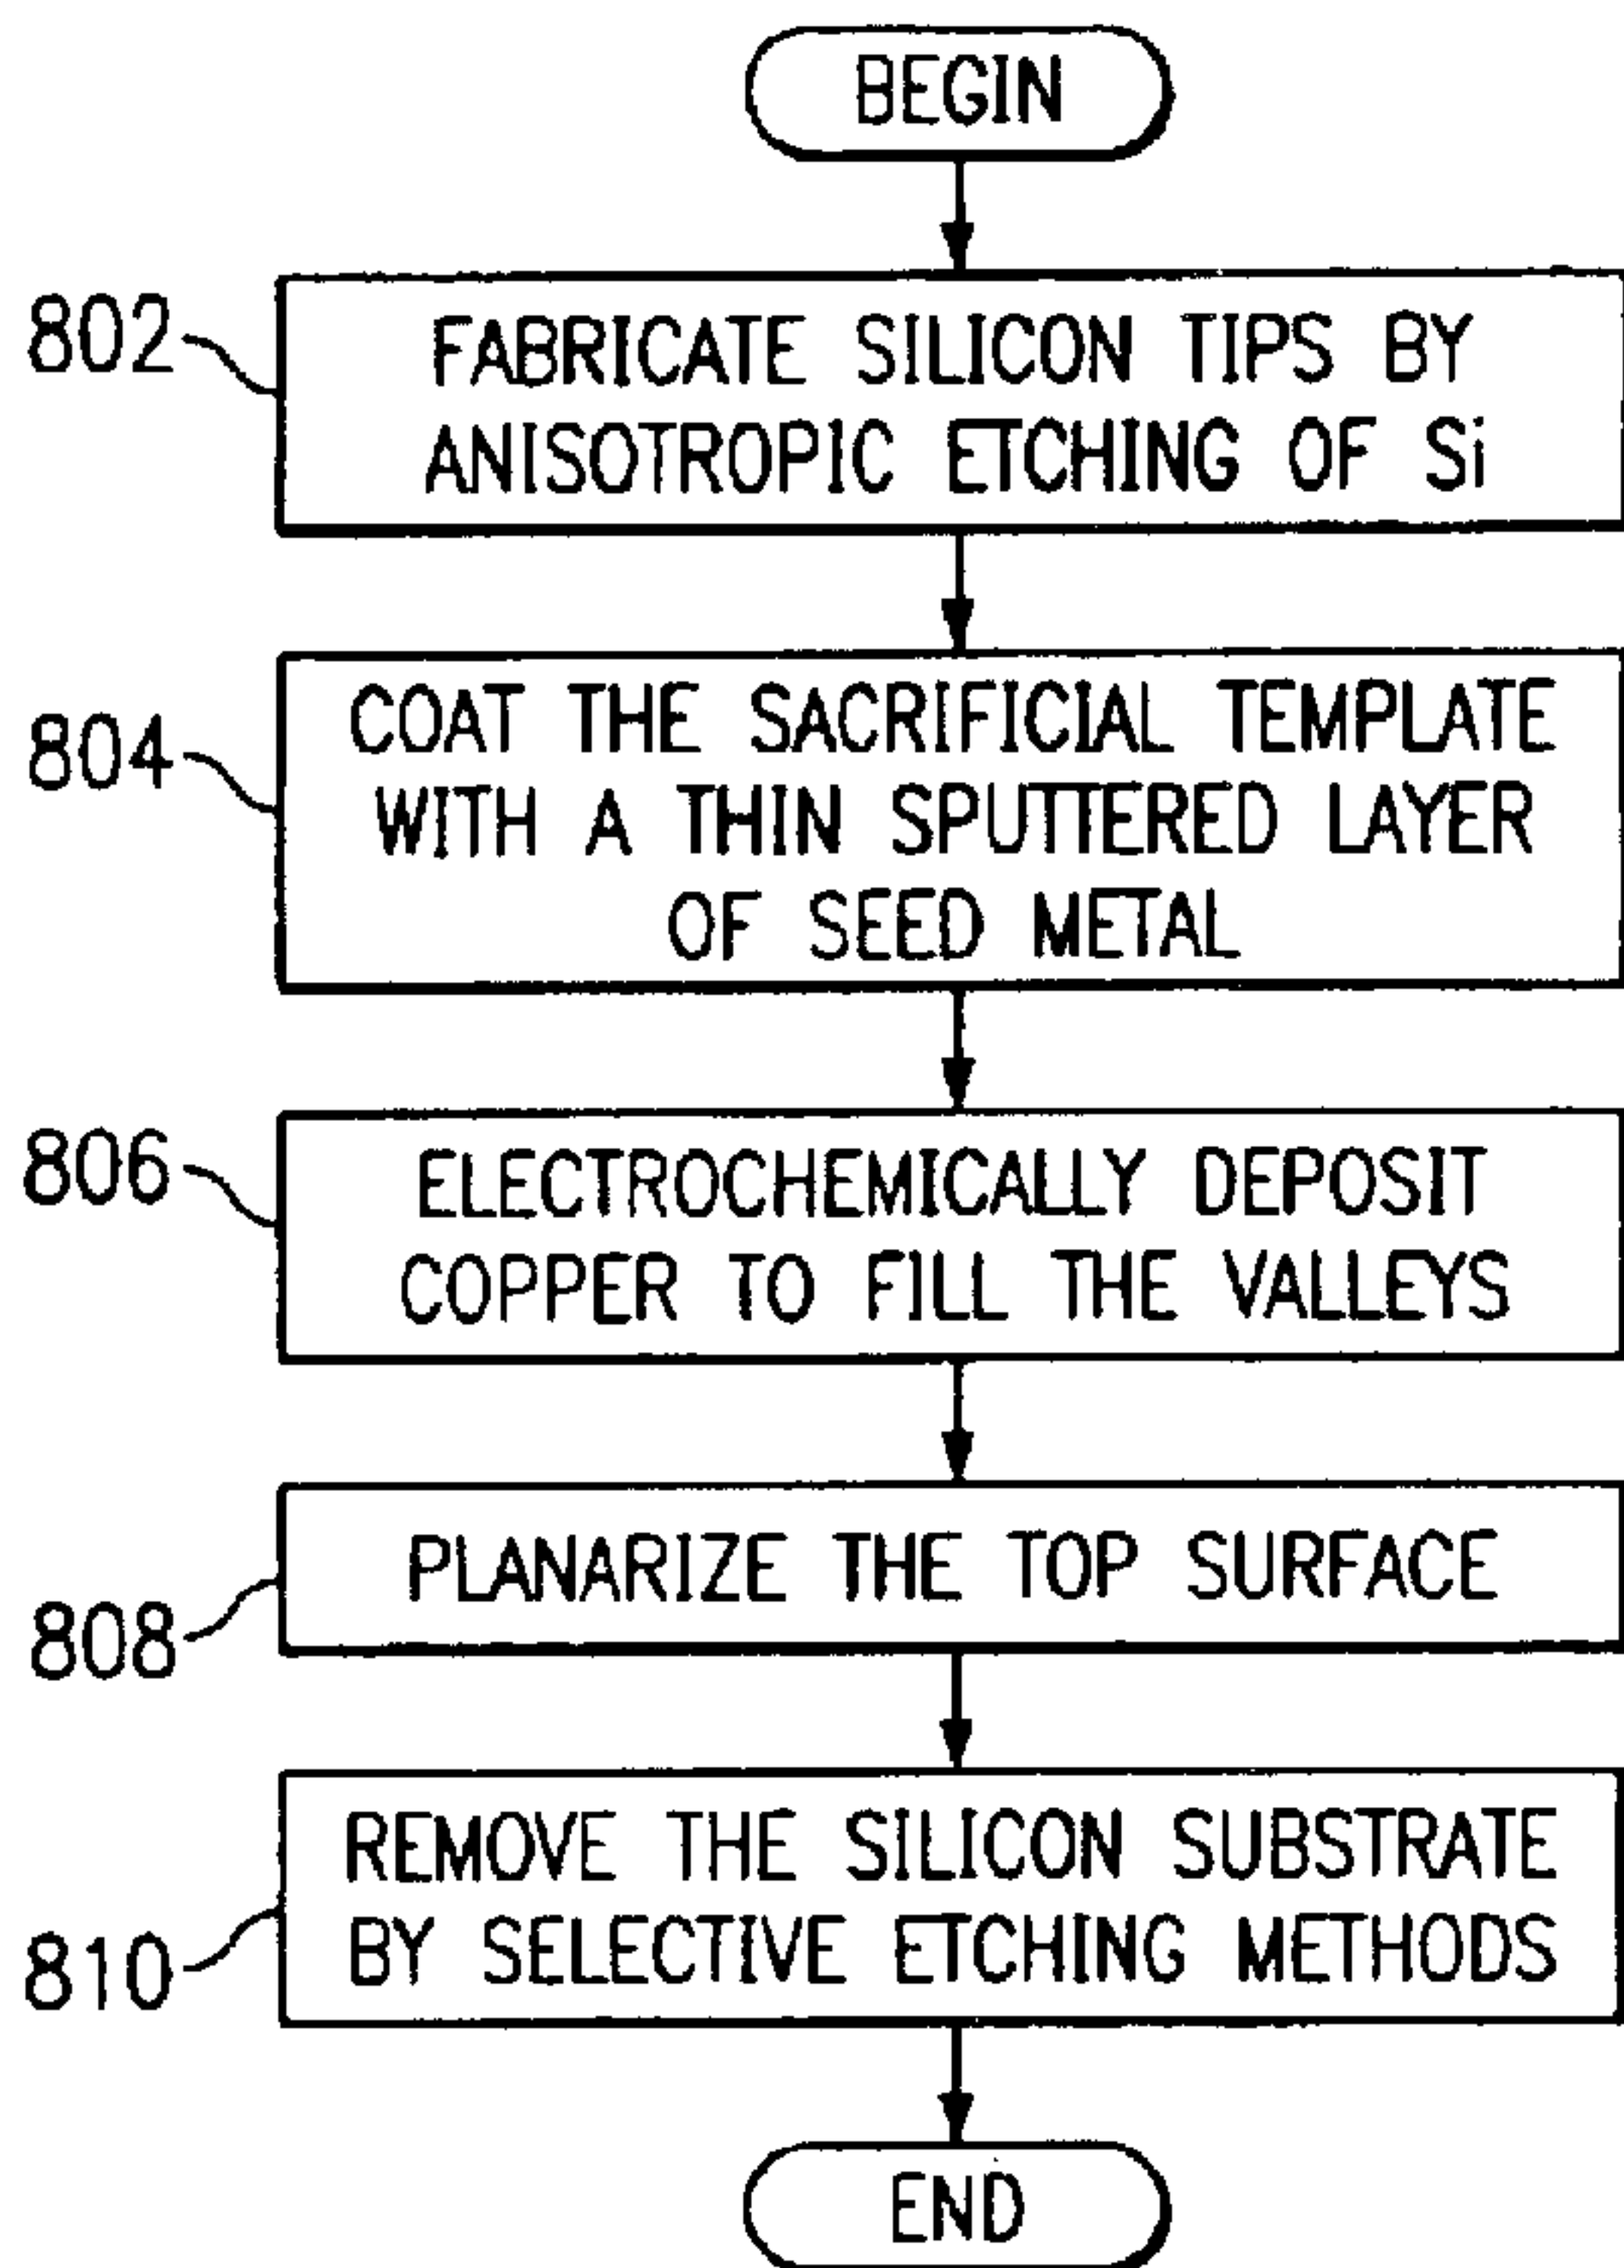 BEGIN
802
FABRICATE SILICON TIPS BY
ANISOTROPIC ETCHING OF Si
804
COAT THE SACRIFICIAL TEMPLATE
WITH A THIN SPUTTERED LAYER
OF SEED METAL
806
ELECTROCHEMICALLY DEPOSIT
COPPER TO FILL THE VALLEYS
808
PLANARIZE THE TOP SURFACE
810
REMOVE THE SILICON SUBSTRATE
BY SELECTIVE ETCHING METHODS
END